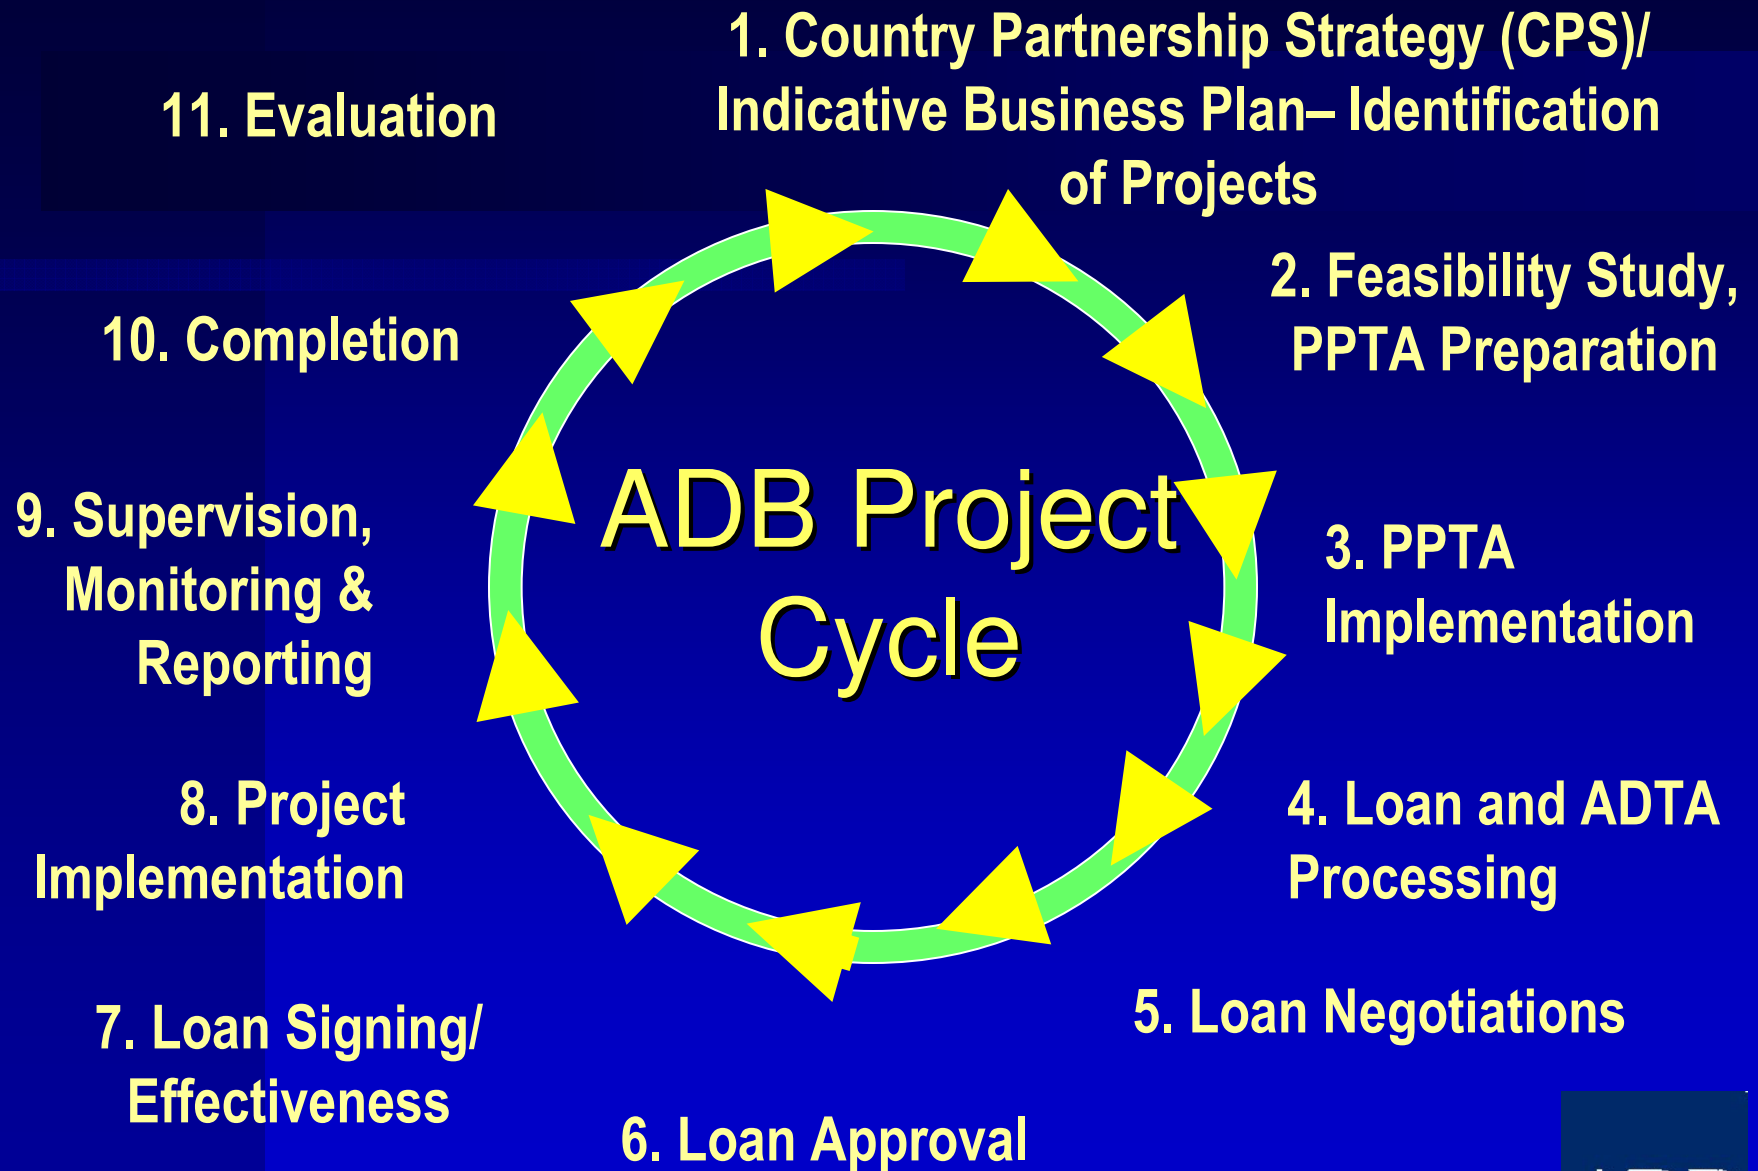 1. Country Partnership Strategy (CPS)/
Indicative Business Plan– Identification
of Projects
2. Feasibility Study,
PPTA Preparation
3. PPTA
Implementation
4. Loan and ADTA
Processing
5. Loan Negotiations
6. Loan Approval
7. Loan Signing/
Effectiveness
8. Project
Implementation
9. Supervision,
Monitoring &
Reporting
10. Completion
11. Evaluation
ADB Project
Cycle